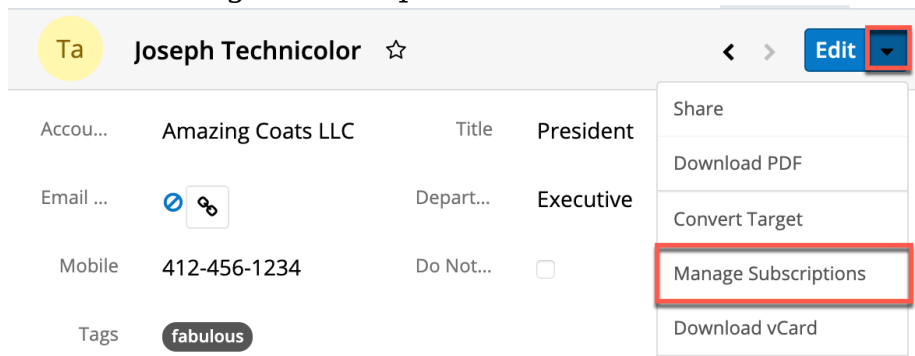 Ta Joseph Technicolor Edit
Share
Accou... Amazing Coats LLC Title President
Download PDF
Email ... Depart... Executive
Convert Target
Mobile 412-456-1234 Do Not...
Manage Subscriptions
Tags fabulous
Download vCard